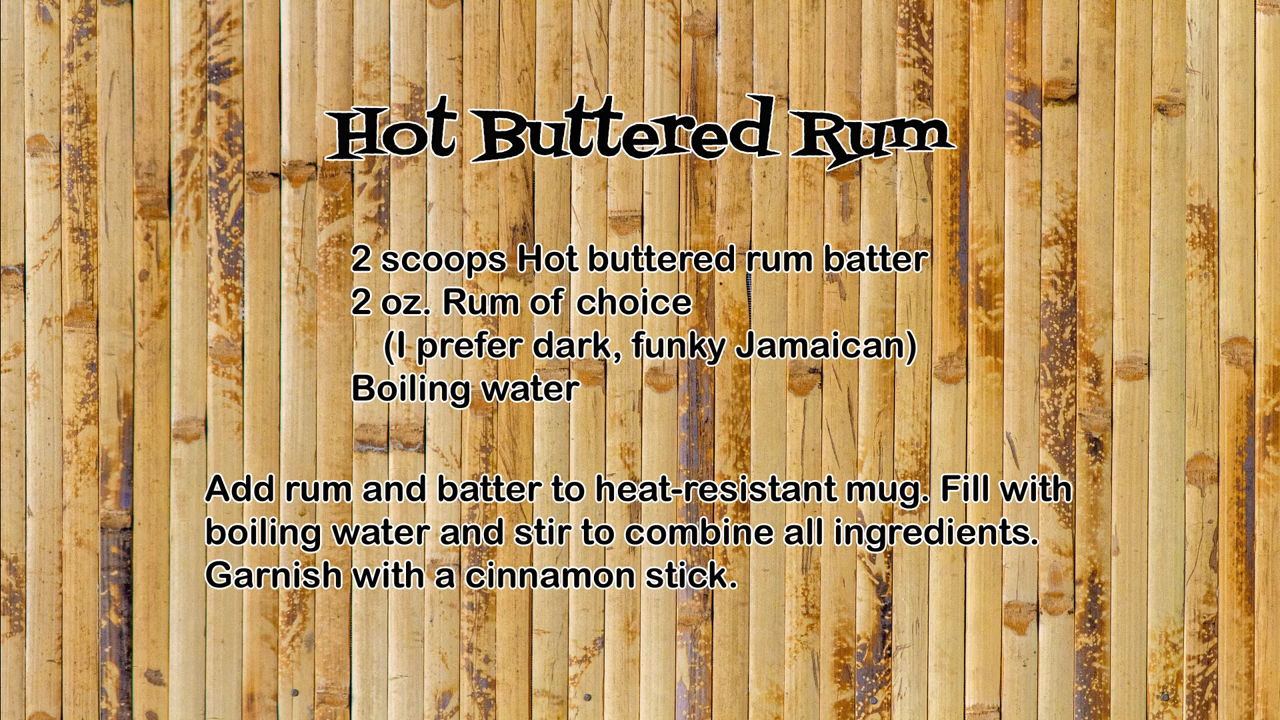 Hot Buttered Rum
2 scoops Hot buttered rum batter
2 oz. Rum of choice
(I prefer dark, funky Jamaican)
Boiling water
Add rum and batter to heat-resistant mug. Fill with
boiling water and stir to combine all ingredients.
Garnish with a cinnamon stick.